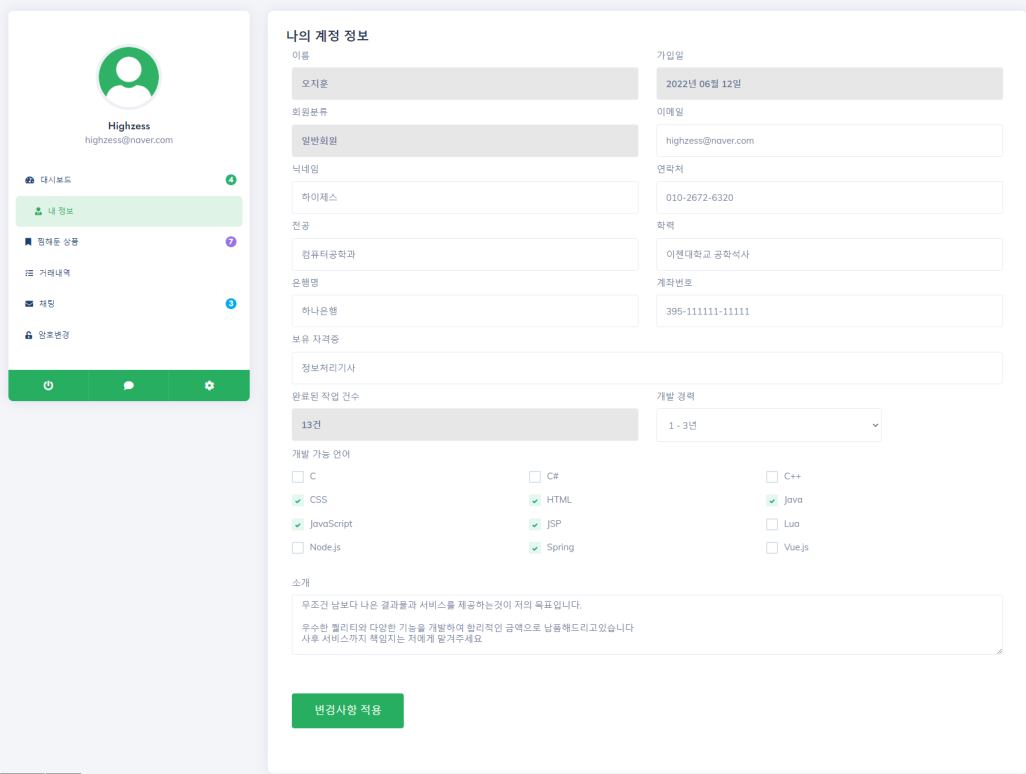 Highzess
highzess@naver.com
대시보드 4
내 정보
찜해둔 상품 7
거래내역
채팅 3
암호변경
나의 계정 정보
이름 가입일
오지훈 2022년 06월 12일
회원분류 이메일
일반회원 highzess@naver.com
닉네임 연락처
하이제스 010-2672-6320
전공 학력
컴퓨터공학과 이젠대학교 공학석사
은행명 계좌번호
하나은행 395-111111-11111
보유 자격증
정보처리기사
완료된 작업 건수 개발 경력
13건 1 - 3년
개발 가능 언어
C C# C++
CSS HTML Java
JavaScript JSP Lua
Node.js Spring Vue.js
소개
무조건 남보다 나은 결과물과 서비스를 제공하는것이 저의 목표입니다.
우수한 퀄리티와 다양한 기능을 개발하여 합리적인 금액으로 납품해드리고있습니다
사후 서비스까지 책임지는 저에게 맡겨주세요
변경사항 적용